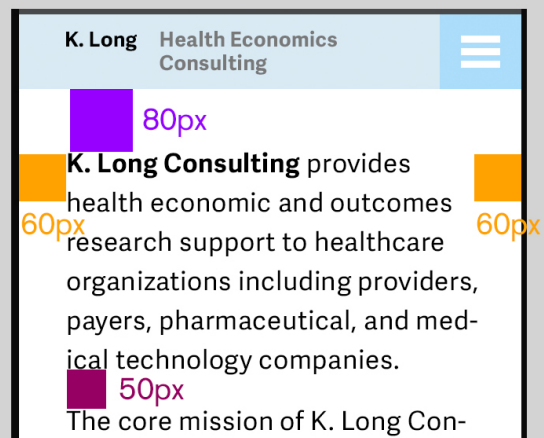 K. Long Health Economics
Consulting
80px
K. Long Consulting provides
health economic and outcomes
60px
60px
research support to healthcare
organizations including providers,
payers, pharmaceutical, and med-
ical technology companies.
50px
The core mission of K. Long Con-